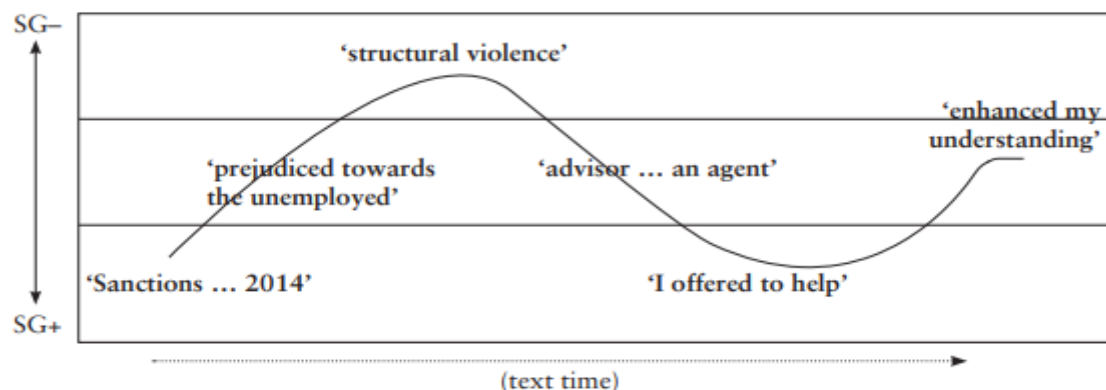 SG–
‘structural violence’
‘enhanced my
understanding’
‘prejudiced towards
the unemployed’
‘advisor … an agent’
‘Sanctions … 2014’
‘I offered to help’
SG+
(text time)